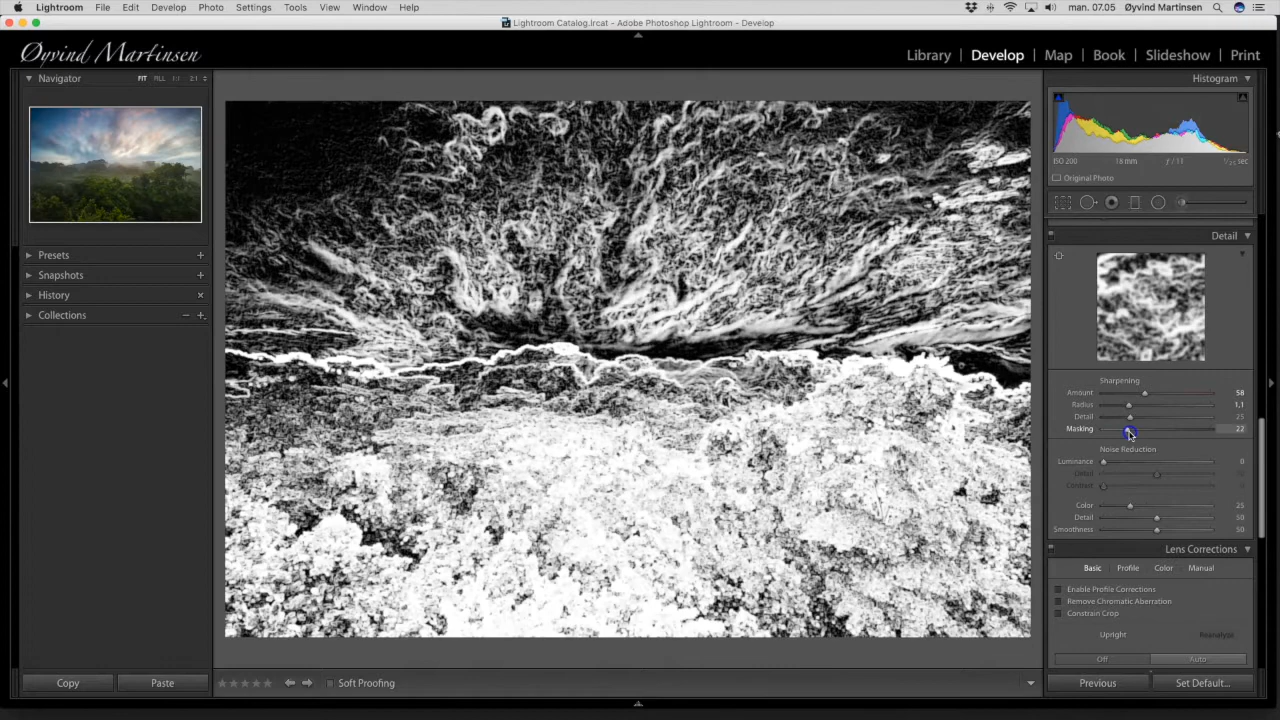 Lightroom File Edit Develop Photo Settings Tools View Window Help man. 07.05 Øyvind Martinsen
Lightroom Catalog.lrcat - Adobe Photoshop Lightroom - Develop
Øyvind Martinsen
Library | Develop | Map | Book | Slideshow | Print
Navigator FIT FILL 1:1 2:1
Histogram
ISO 200 18 mm ƒ / 11 1/25 sec
Original Photo
Detail
Presets
Snapshots
History
Collections
Sharpening
Amount 58
Radius 1,1
Detail 25
Masking 22
Noise Reduction
Luminance 0
Detail 50
Contrast 0
Color 25
Detail 50
Smoothness 50
Lens Corrections
Basic Profile Color Manual
Enable Profile Corrections
Remove Chromatic Aberration
Constrain Crop
Upright Reanalyze
Off Auto
Copy Paste
Soft Proofing
Previous Set Default...